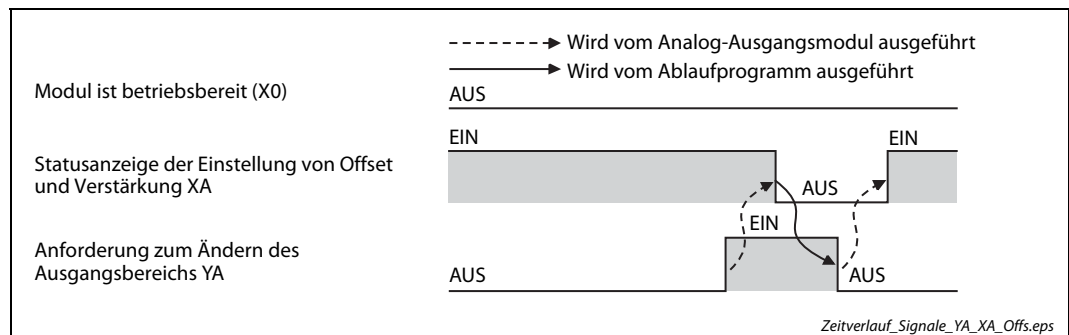 Wird vom Analog-Ausgangsmodul ausgeführt
Wird vom Ablaufprogramm ausgeführt
Modul ist betriebsbereit (X0)
AUS
EIN
EIN
Statusanzeige der Einstellung von Offset
und Verstärkung XA
AUS
EIN
Anforderung zum Ändern des
Ausgangsbereichs YA
AUS
AUS
Zeitverlauf_Signale_YA_XA_Offs.eps